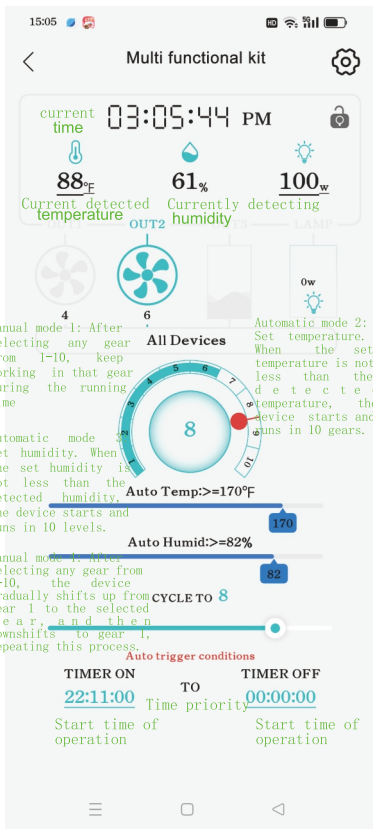 15:05
5G
Multi functional kit
current
time
03:05:44 PM
88°F
61%
100w
Current detected
temperature
Currently detecting
humidity
OUT1
OUT2
OUT3
LAMP
0w
4
6
anual mode 1: After
electing any gear
rom 1-10, keep
orking in that gear
uring the running
ime
All Devices
Automatic mode 2:
Set temperature.
When the set
temperature is not
less than the
detecte
temperature, the
device starts and
runs in 10 gears.
1
2
3
4
5
6
7
8
9
10
8
utomatic mode 3
et humidity. When
he set humidity is
ot less than the
etected humidity,
he device starts and
uns in 10 levels.
Auto Temp:>=170°F
170
Auto Humid:>=82%
82
anual mode 4: After
electing any gear from
-10, the device
radually shifts up from
ear 1 to the selected
ear, and then
ownshifts to gear 1,
epeating this process.
CYCLE TO 8
Auto trigger conditions
TIMER ON
TO
TIMER OFF
22:11:00
Time priority
00:00:00
Start time of
operation
Start time of
operation